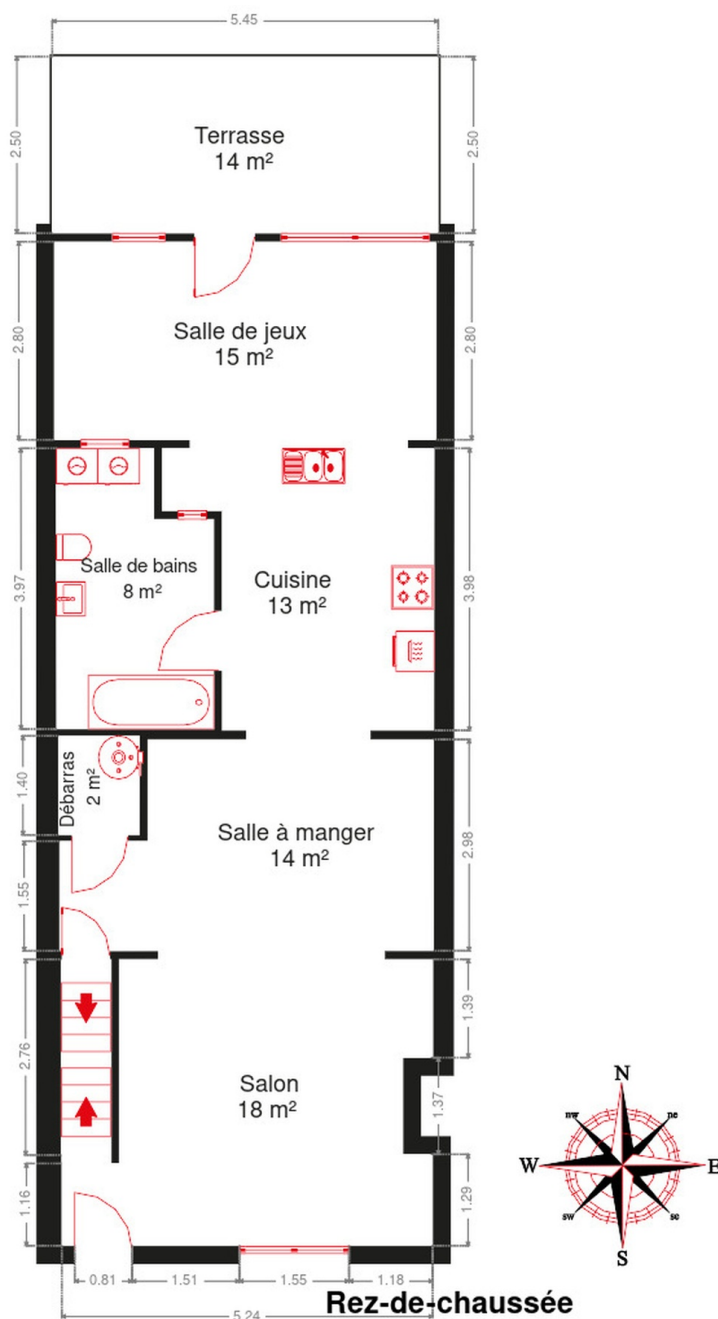 5.45
2.50
2.50
Terrasse
14 m²
2.80
2.80
Salle de jeux
15 m²
3.97
3.98
Salle de bains
8 m²
Cuisine
13 m²
1.40
Débarras
2 m²
2.98
Salle à manger
14 m²
1.55
2.76
1.39
Salon
18 m²
1.37
1.16
1.29
N
nw
ne
W
E
sw
se
S
0.81
1.51
1.55
1.18
5.24
Rez-de-chaussée